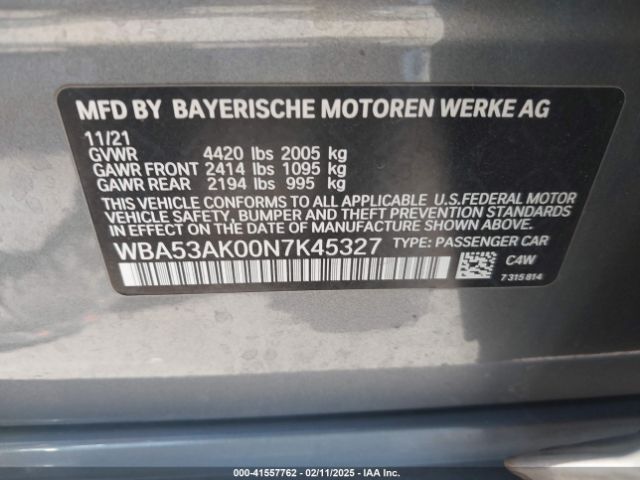 MFD BY BAYERISCHE MOTOREN WERKE AG
11/21
GVWR 4420 lbs 2005 kg
GAWR FRONT 2414 lbs 1095 kg
GAWR REAR 2194 lbs 995 kg
THIS VEHICLE CONFORMS TO ALL APPLICABLE U.S.FEDERAL MOTOR
VEHICLE SAFETY, BUMPER AND THEFT PREVENTION STANDARDS
IN EFFECT ON THE DATE OF MANUFACTURE SHOWN ABOVE.
WBA53AK00N7K45327 TYPE: PASSENGER CAR
C4W
7315814
000-41557762 - 02/11/2025 - IAAI.COM